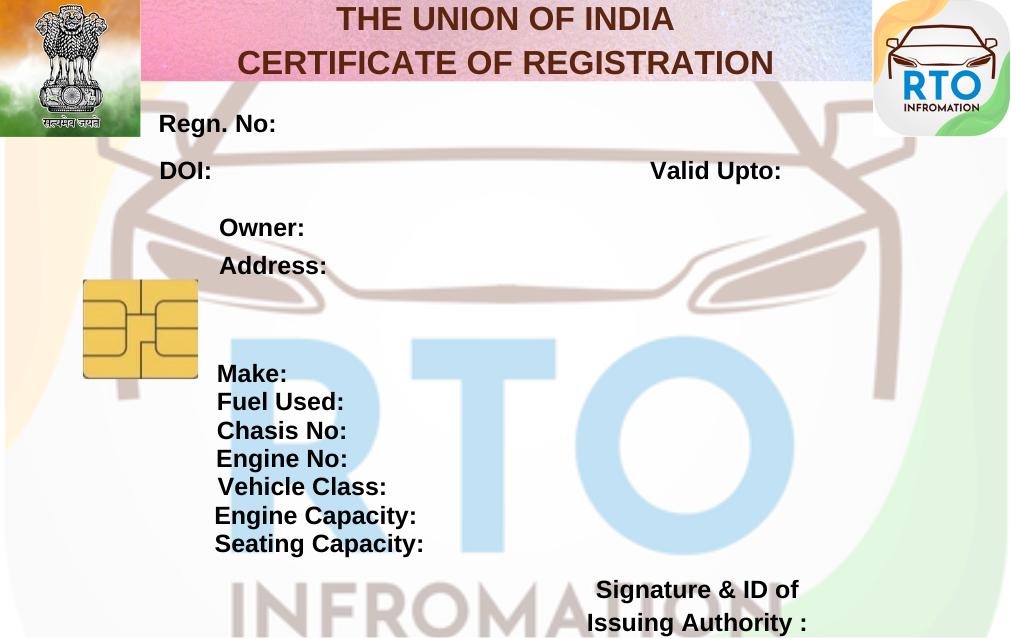 THE UNION OF INDIA
CERTIFICATE OF REGISTRATION
सत्यमेव जयते
RTO
INFROMATION
Regn. No:
DOI:
Valid Upto:
Owner:
Address:
Make:
Fuel Used:
Chasis No:
Engine No:
Vehicle Class:
Engine Capacity:
Seating Capacity:
RTO
INFROMATION
Signature & ID of
Issuing Authority :